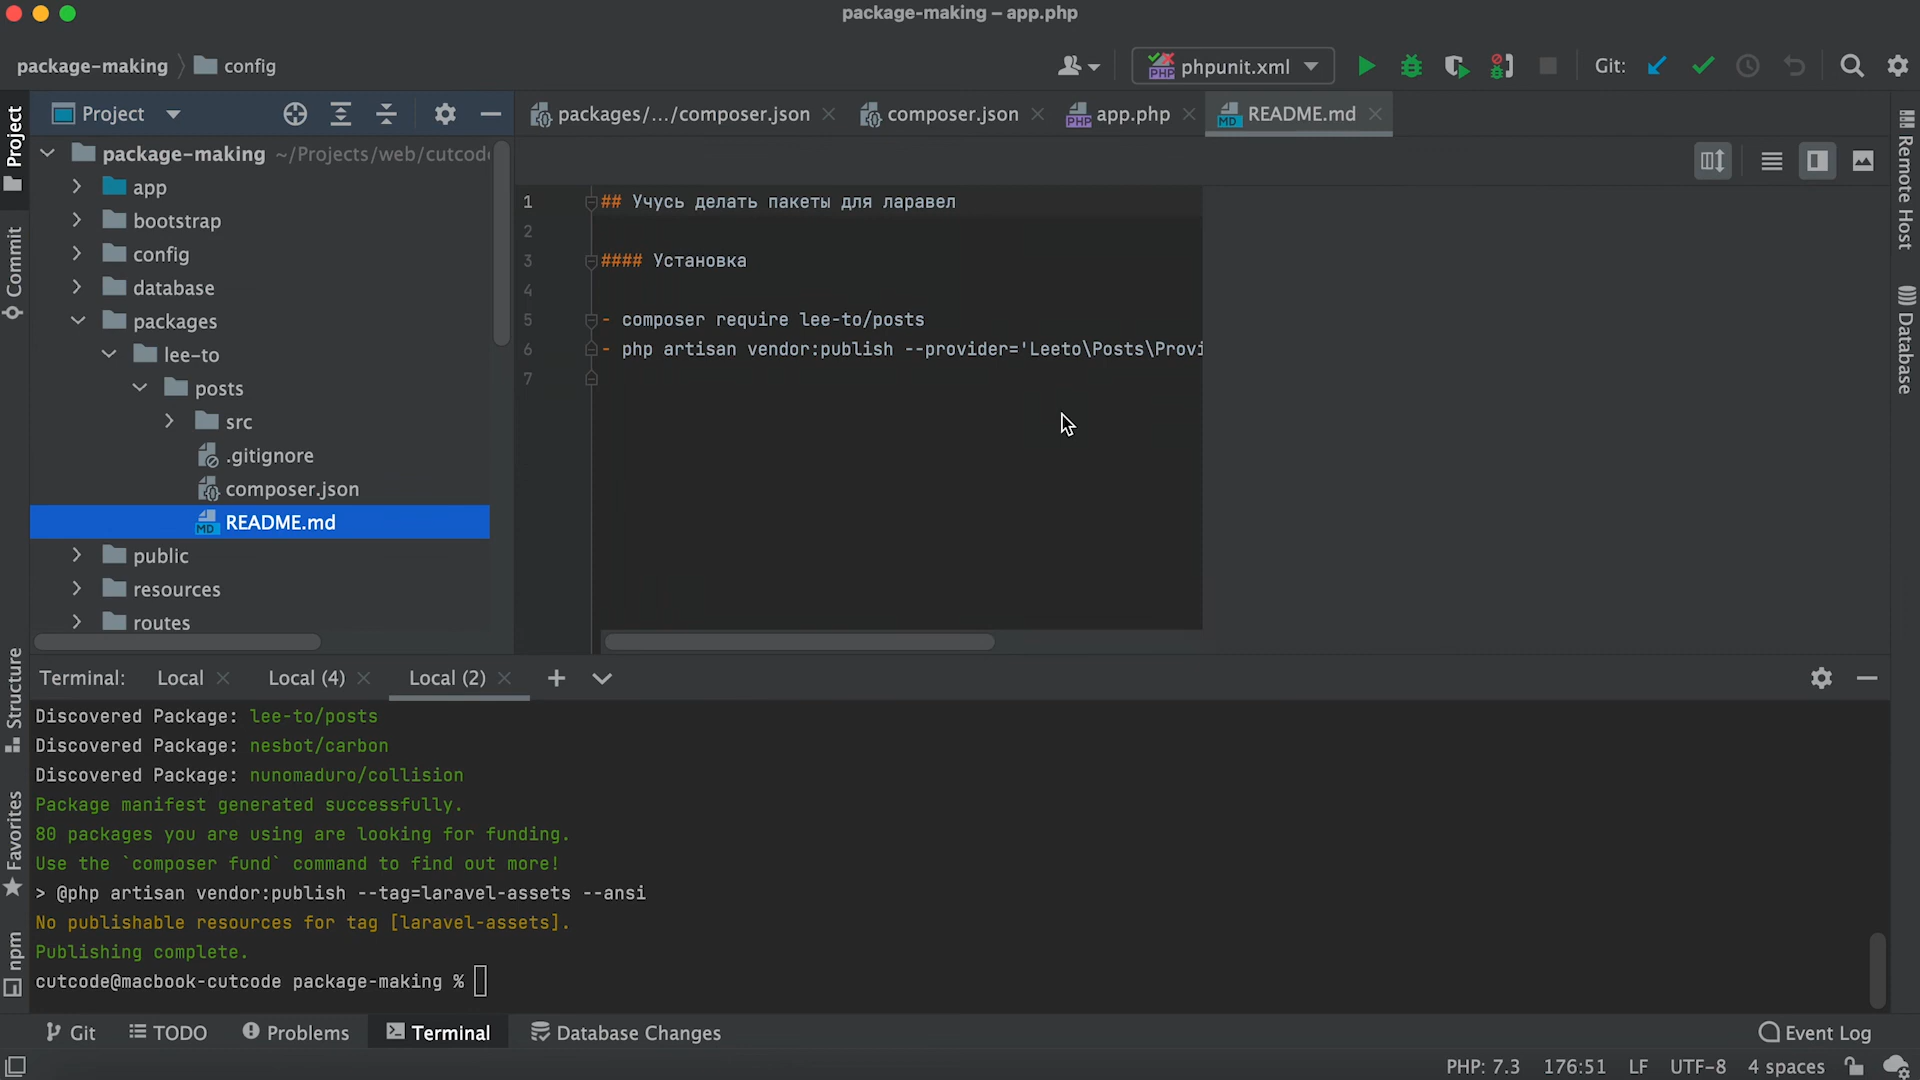 package-making – app.php
package-making
config
phpunit.xml
Git:
Project
packages/.../composer.json
composer.json
app.php
README.md
Project
Commit
Structure
Favorites
npm
package-making ~/Projects/web/cutcod
app
bootstrap
config
database
packages
lee-to
posts
src
.gitignore
composer.json
README.md
public
resources
routes
1 ## Учусь делать пакеты для ларавел
2
3 #### Установка
4
5 - composer require lee-to/posts
6 - php artisan vendor:publish --provider='Leeto\Posts\Provi
7
Remote Host
Database
Terminal: Local Local (4) Local (2)
Discovered Package: lee-to/posts
Discovered Package: nesbot/carbon
Discovered Package: nunomaduro/collision
Package manifest generated successfully.
80 packages you are using are looking for funding.
Use the `composer fund` command to find out more!
> @php artisan vendor:publish --tag=laravel-assets --ansi
No publishable resources for tag [laravel-assets].
Publishing complete.
cutcode@macbook-cutcode package-making %
Git TODO Problems Terminal Database Changes Event Log
PHP: 7.3 176:51 LF UTF-8 4 spaces